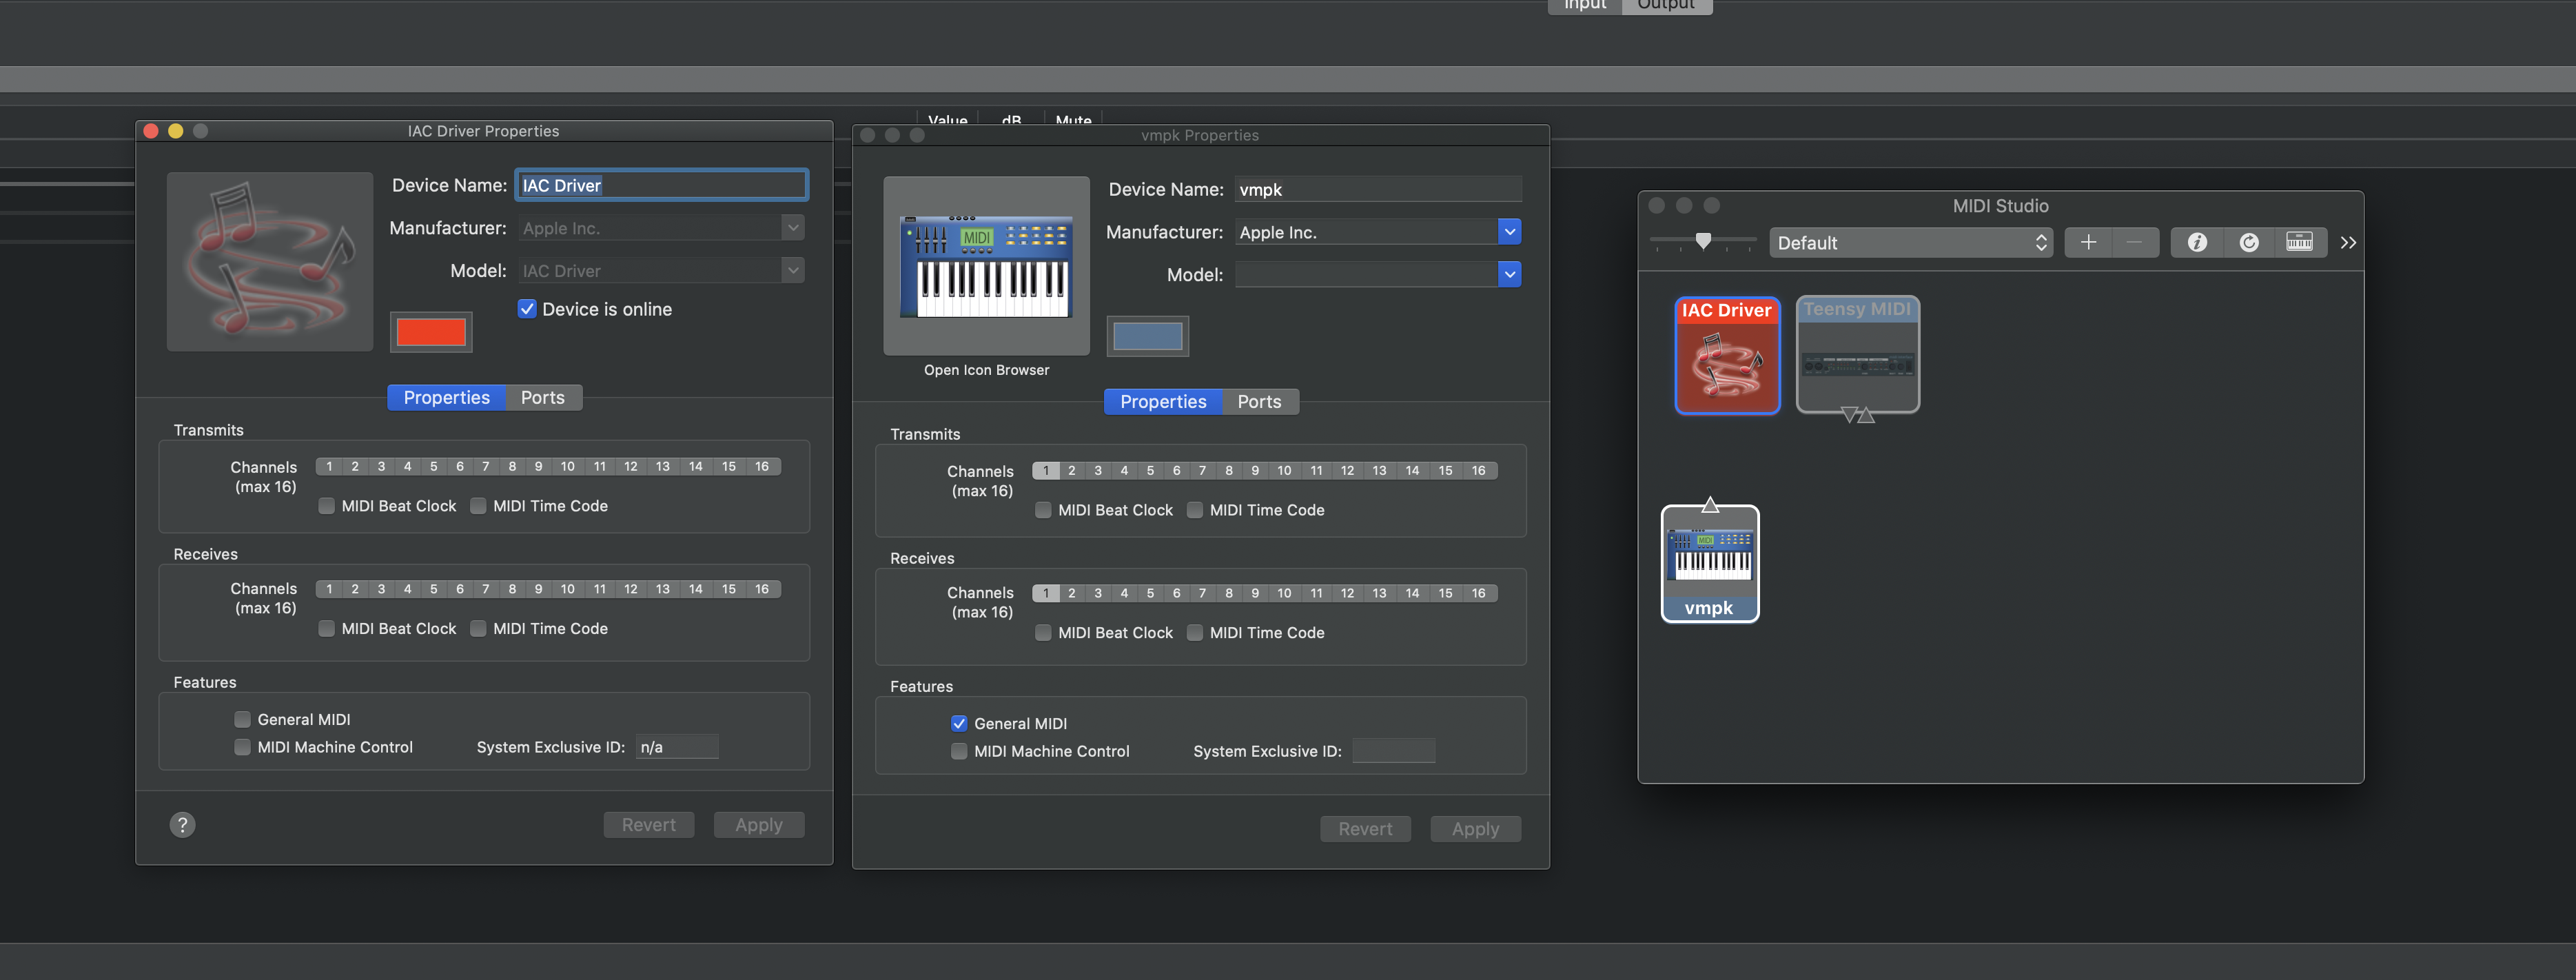 Input Output
Value dB Mute
IAC Driver Properties
Device Name: IAC Driver
Manufacturer: Apple Inc.
Model: IAC Driver
Device is online
Properties Ports
Transmits
Channels 1 2 3 4 5 6 7 8 9 10 11 12 13 14 15 16
(max 16)
MIDI Beat Clock MIDI Time Code
Receives
Channels 1 2 3 4 5 6 7 8 9 10 11 12 13 14 15 16
(max 16)
MIDI Beat Clock MIDI Time Code
Features
General MIDI
MIDI Machine Control System Exclusive ID: n/a
? Revert Apply
vmpk Properties
MIDI
Device Name: vmpk
Manufacturer: Apple Inc.
Model:
Open Icon Browser
Properties Ports
Transmits
Channels 1 2 3 4 5 6 7 8 9 10 11 12 13 14 15 16
(max 16)
MIDI Beat Clock MIDI Time Code
Receives
Channels 1 2 3 4 5 6 7 8 9 10 11 12 13 14 15 16
(max 16)
MIDI Beat Clock MIDI Time Code
Features
General MIDI
MIDI Machine Control System Exclusive ID:
Revert Apply
MIDI Studio
Default
IAC Driver Teensy MIDI
MIDI
vmpk